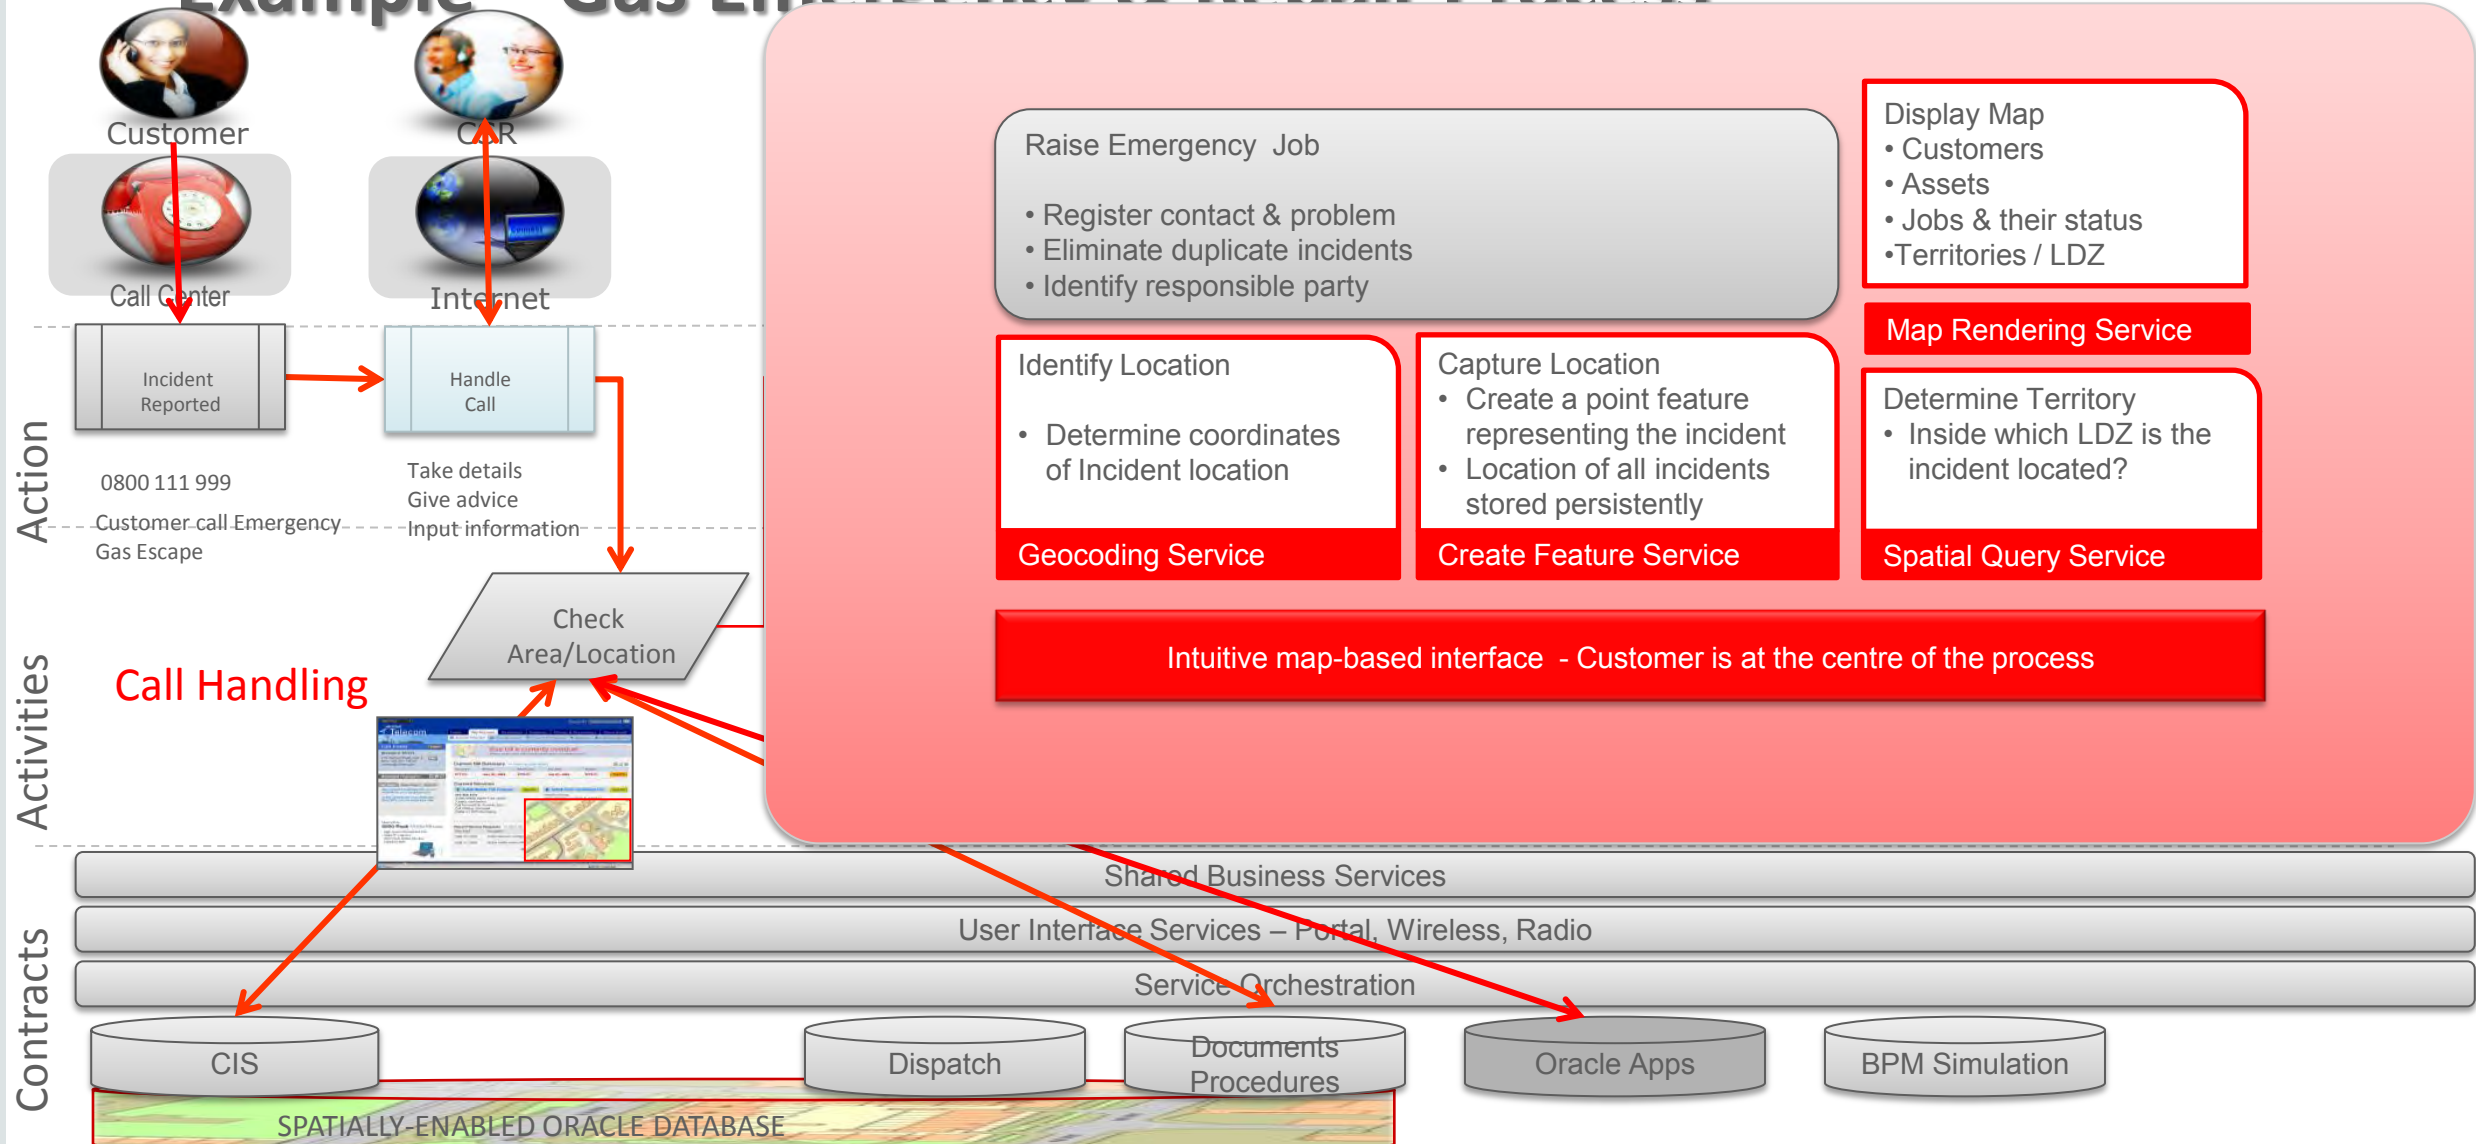 Example – Gas Emergency & Repair Process
Customer
CSR
Call Center
Internet
Incident
Reported
Handle
Call
0800 111 999
Customer call Emergency
Gas Escape
Take details
Give advice
Input information
Check
Area/Location
Call Handling
Action
Activities
Contracts
Telecom
Raise Emergency Job
• Register contact & problem
• Eliminate duplicate incidents
• Identify responsible party
Display Map
• Customers
• Assets
• Jobs & their status
•Territories / LDZ
Map Rendering Service
Identify Location
• Determine coordinates
of Incident location
Geocoding Service
Capture Location
• Create a point feature
representing the incident
• Location of all incidents
stored persistently
Create Feature Service
Determine Territory
• Inside which LDZ is the
incident located?
Spatial Query Service
Intuitive map-based interface - Customer is at the centre of the process
Shared Business Services
User Interface Services – Portal, Wireless, Radio
Service Orchestration
CIS
Dispatch
Documents
Procedures
Oracle Apps
BPM Simulation
SPATIALLY-ENABLED ORACLE DATABASE